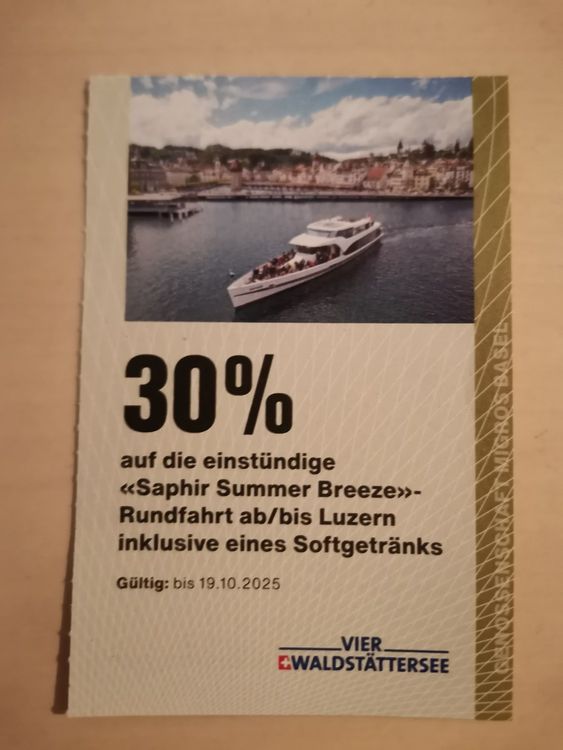 30%
auf die einstündige
«Saphir Summer Breeze»-
Rundfahrt ab/bis Luzern
inklusive eines Softgetränks
Gültig: bis 19.10.2025
VIER
WALDSTÄTTERSEE
GENOSSENSCHAFT MIGROS BASEL